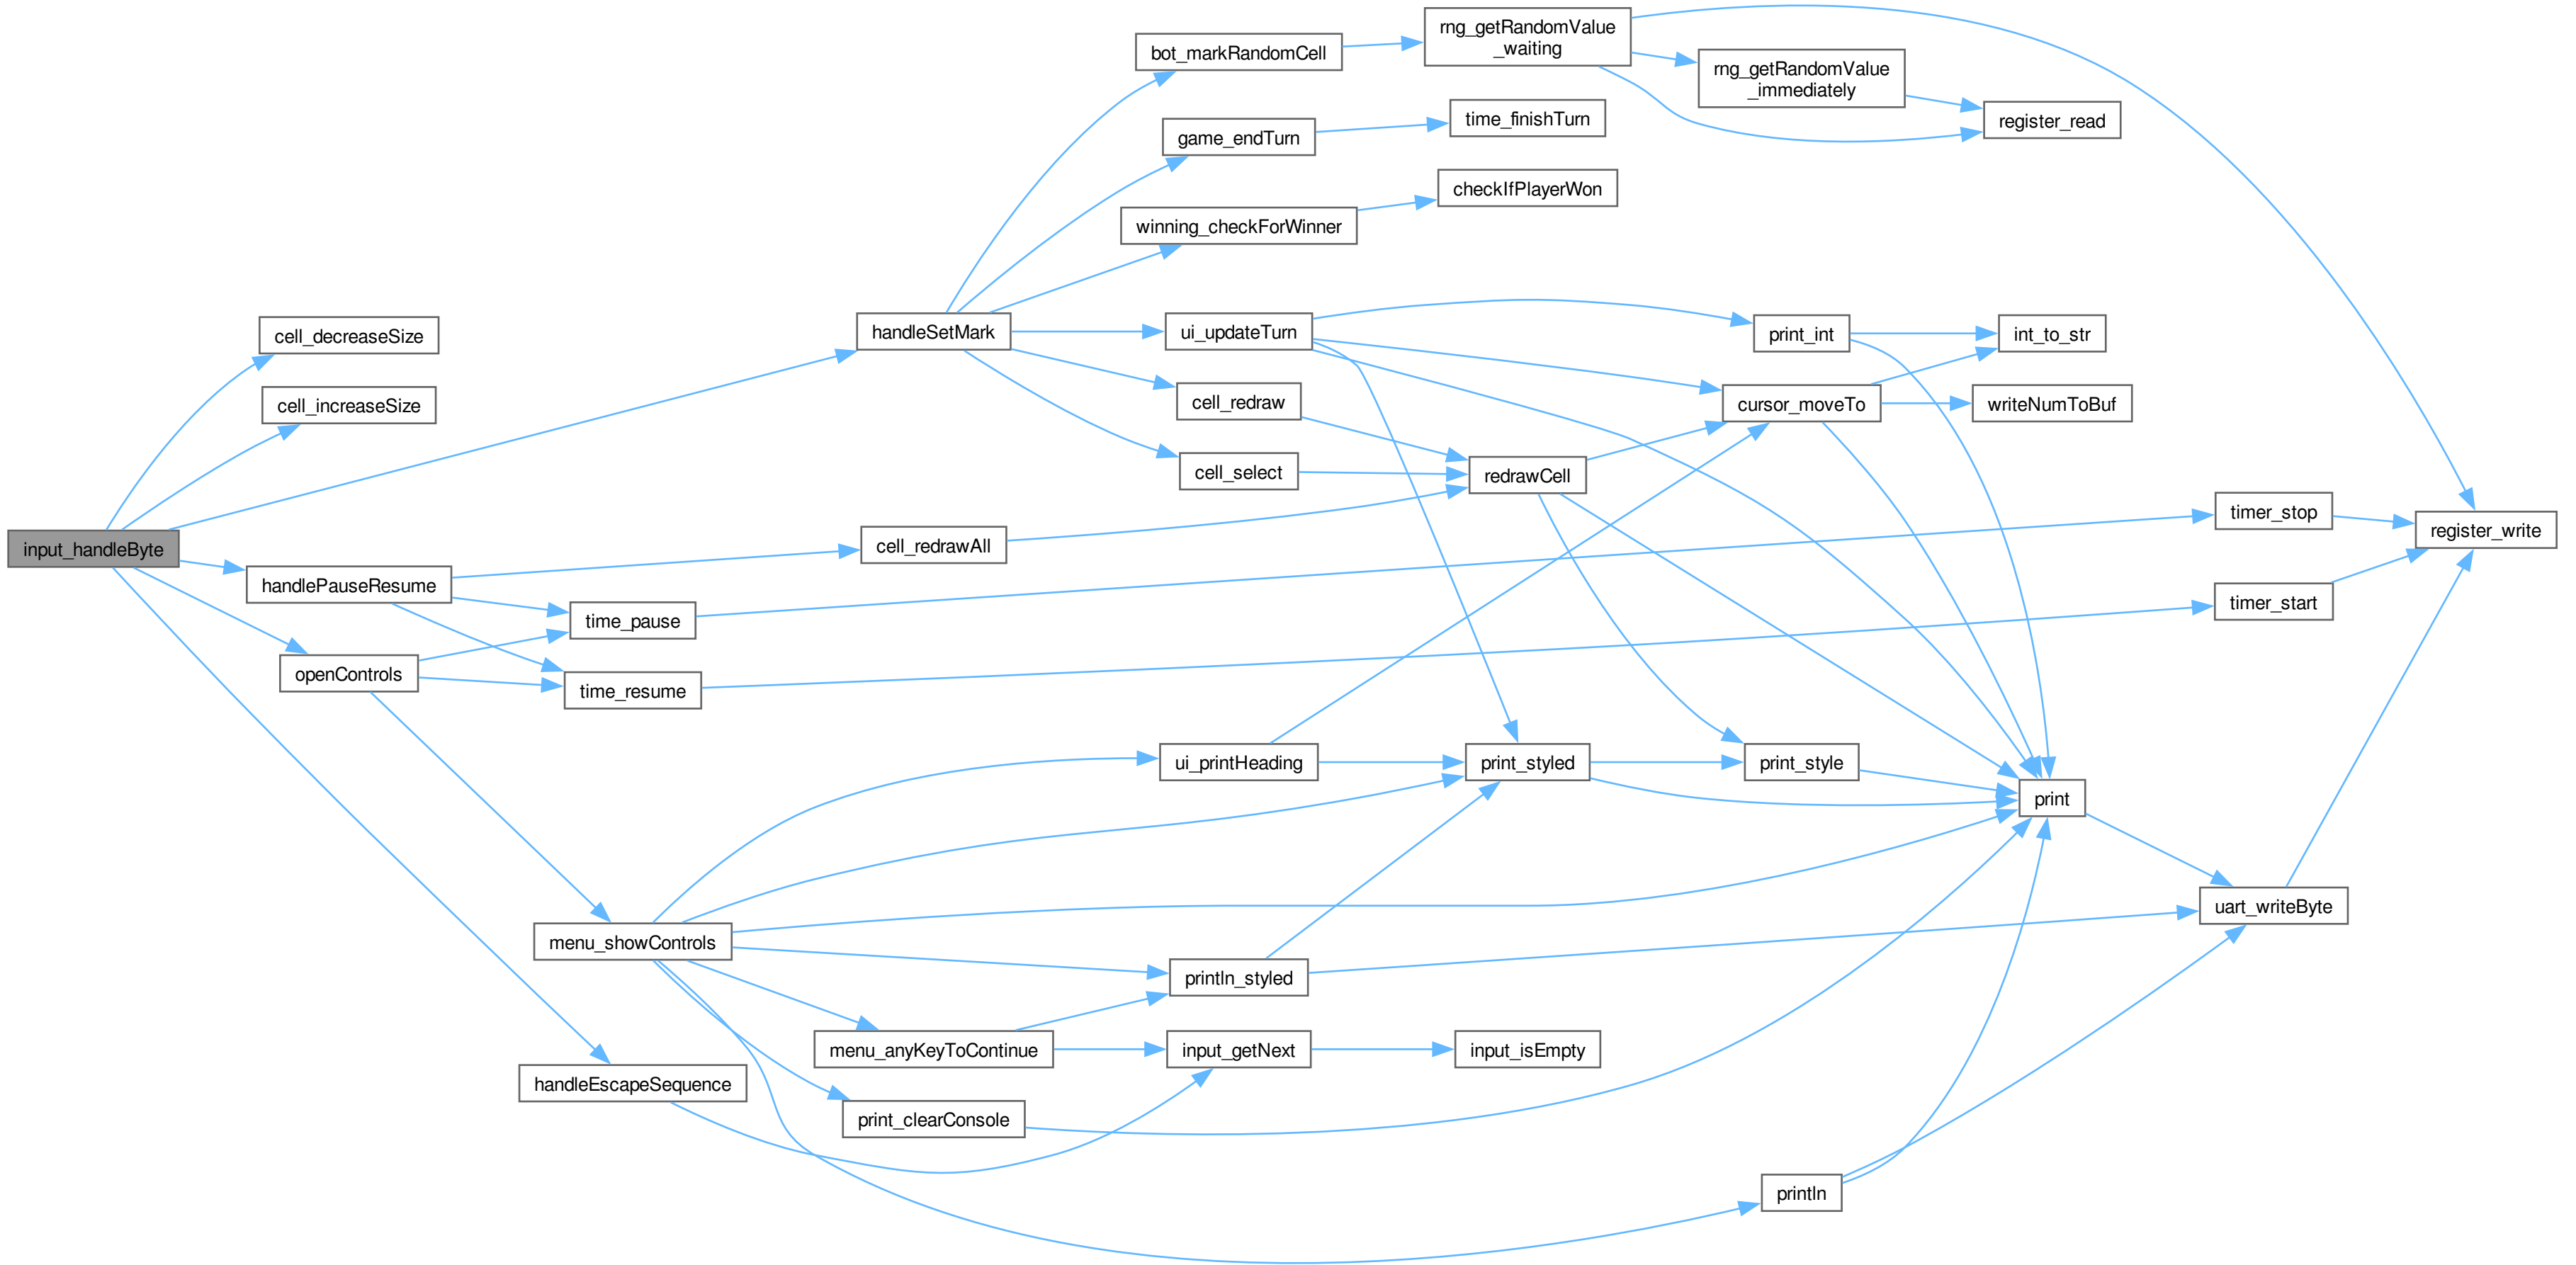 rng_getRandomValue
_waiting
bot_markRandomCell
rng_getRandomValue
_immediately
register_read
time_finishTurn
game_endTurn
checkIfPlayerWon
winning_checkForWinner
cell_decreaseSize
handleSetMark
ui_updateTurn
print_int
int_to_str
cell_increaseSize
cell_redraw
cursor_moveTo
writeNumToBuf
cell_select
redrawCell
timer_stop
register_write
input_handleByte
cell_redrawAll
handlePauseResume
timer_start
time_pause
openControls
time_resume
ui_printHeading
print_styled
print_style
print
uart_writeByte
menu_showControls
println_styled
menu_anyKeyToContinue
input_getNext
input_isEmpty
handleEscapeSequence
print_clearConsole
println